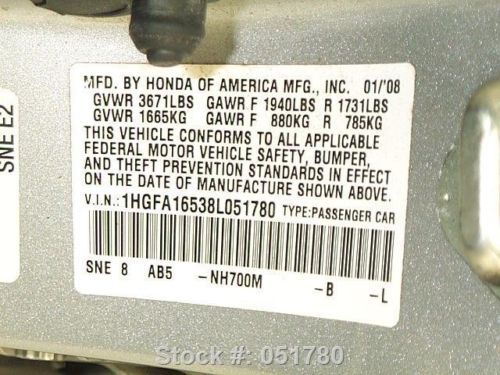 MFD. BY HONDA OF AMERICA MFG., INC. 01/'08
GVWR 3671LBS GAWR F 1940LBS R 1731LBS
GVWR 1665KG GAWR F 880KG R 785KG
THIS VEHICLE CONFORMS TO ALL APPLICABLE
FEDERAL MOTOR VEHICLE SAFETY, BUMPER,
AND THEFT PREVENTION STANDARDS IN EFFECT
ON THE DATE OF MANUFACTURE SHOWN ABOVE.
V.I.N.: 1HGFA16538L051780 TYPE: PASSENGER CAR
SNE 8 AB5 -NH700M -B -L
SNE E2
Stock #: 051780